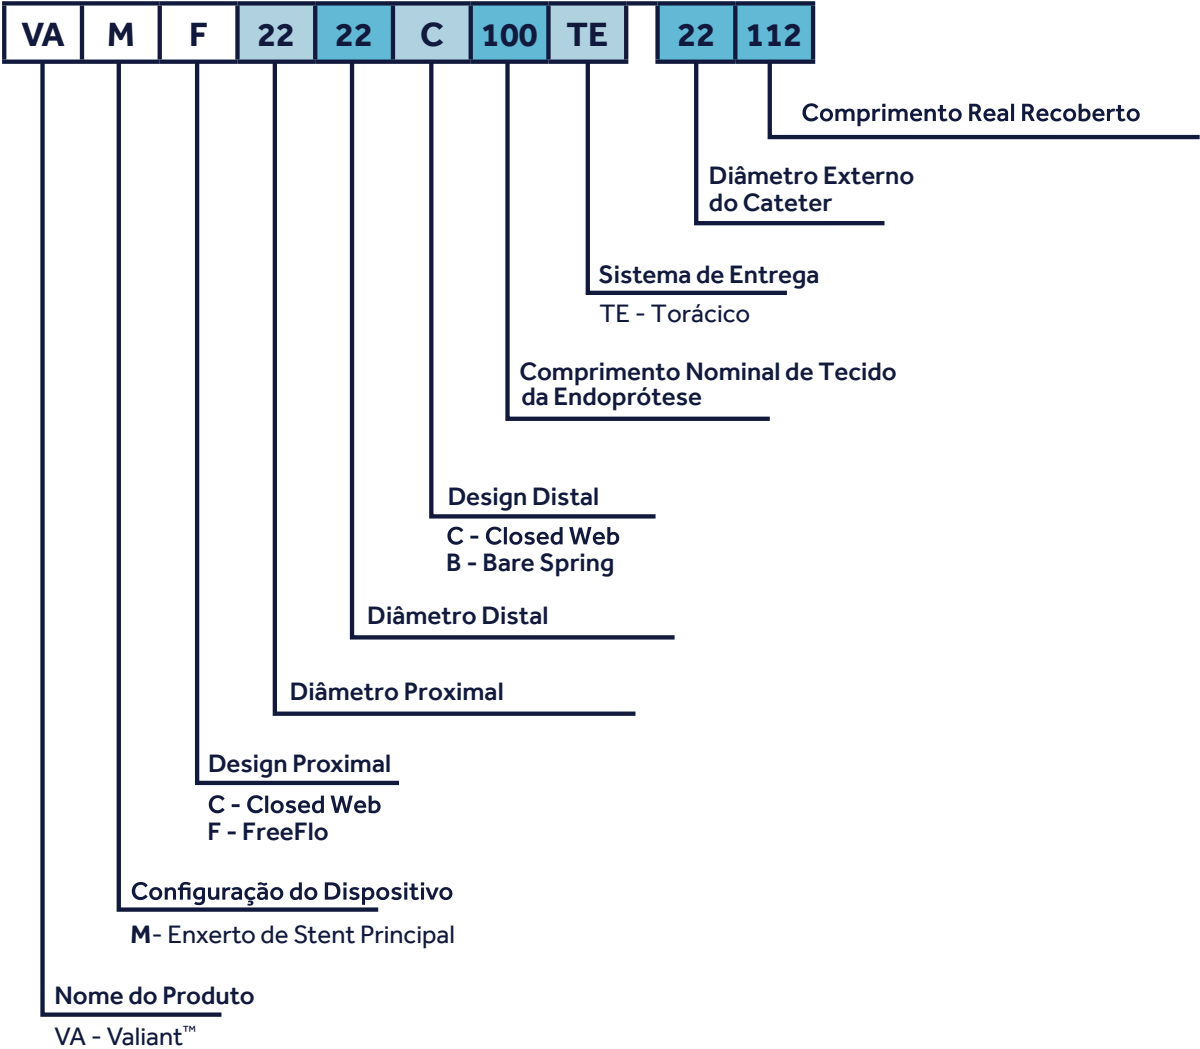 VA M F 22 22 C 100 TE 22 112
Comprimento Real Recoberto
Diâmetro Externo
do Cateter
Sistema de Entrega
TE - Torácico
Comprimento Nominal de Tecido
da Endoprótese
Design Distal
C - Closed Web
B - Bare Spring
Diâmetro Distal
Diâmetro Proximal
Design Proximal
C - Closed Web
F - FreeFlo
Configuração do Dispositivo
M- Enxerto de Stent Principal
Nome do Produto
VA - Valiant™